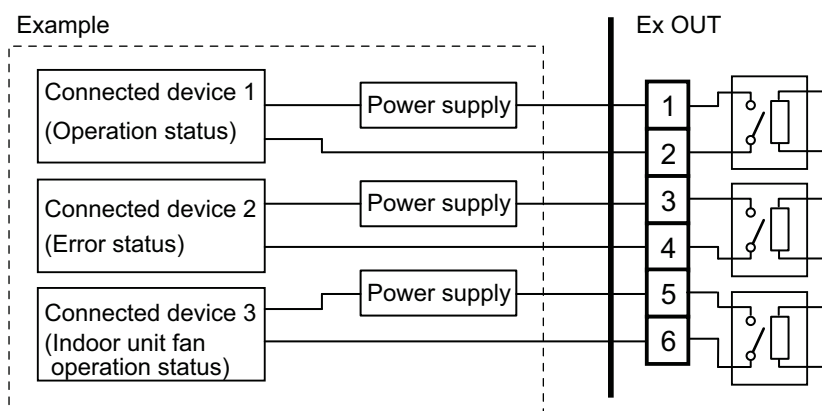 Example
Ex OUT
Connected device 1
(Operation status)
Power supply
1
2
Connected device 2
(Error status)
Power supply
3
4
Connected device 3
(Indoor unit fan
operation status)
Power supply
5
6